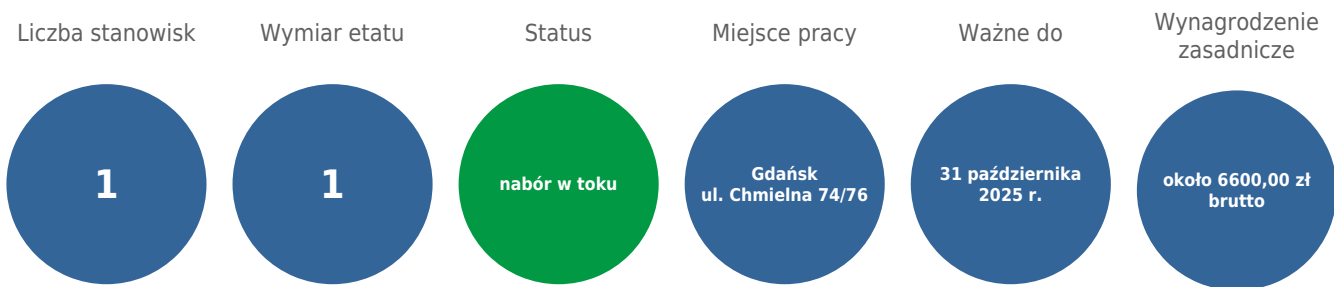 Liczba stanowisk
1
Wymiar etatu
1
Status
nabór w toku
Miejsce pracy
Gdańsk
ul. Chmielna 74/76
Ważne do
31 października
2025 r.
Wynagrodzenie
zasadnicze
około 6600,00 zł
brutto